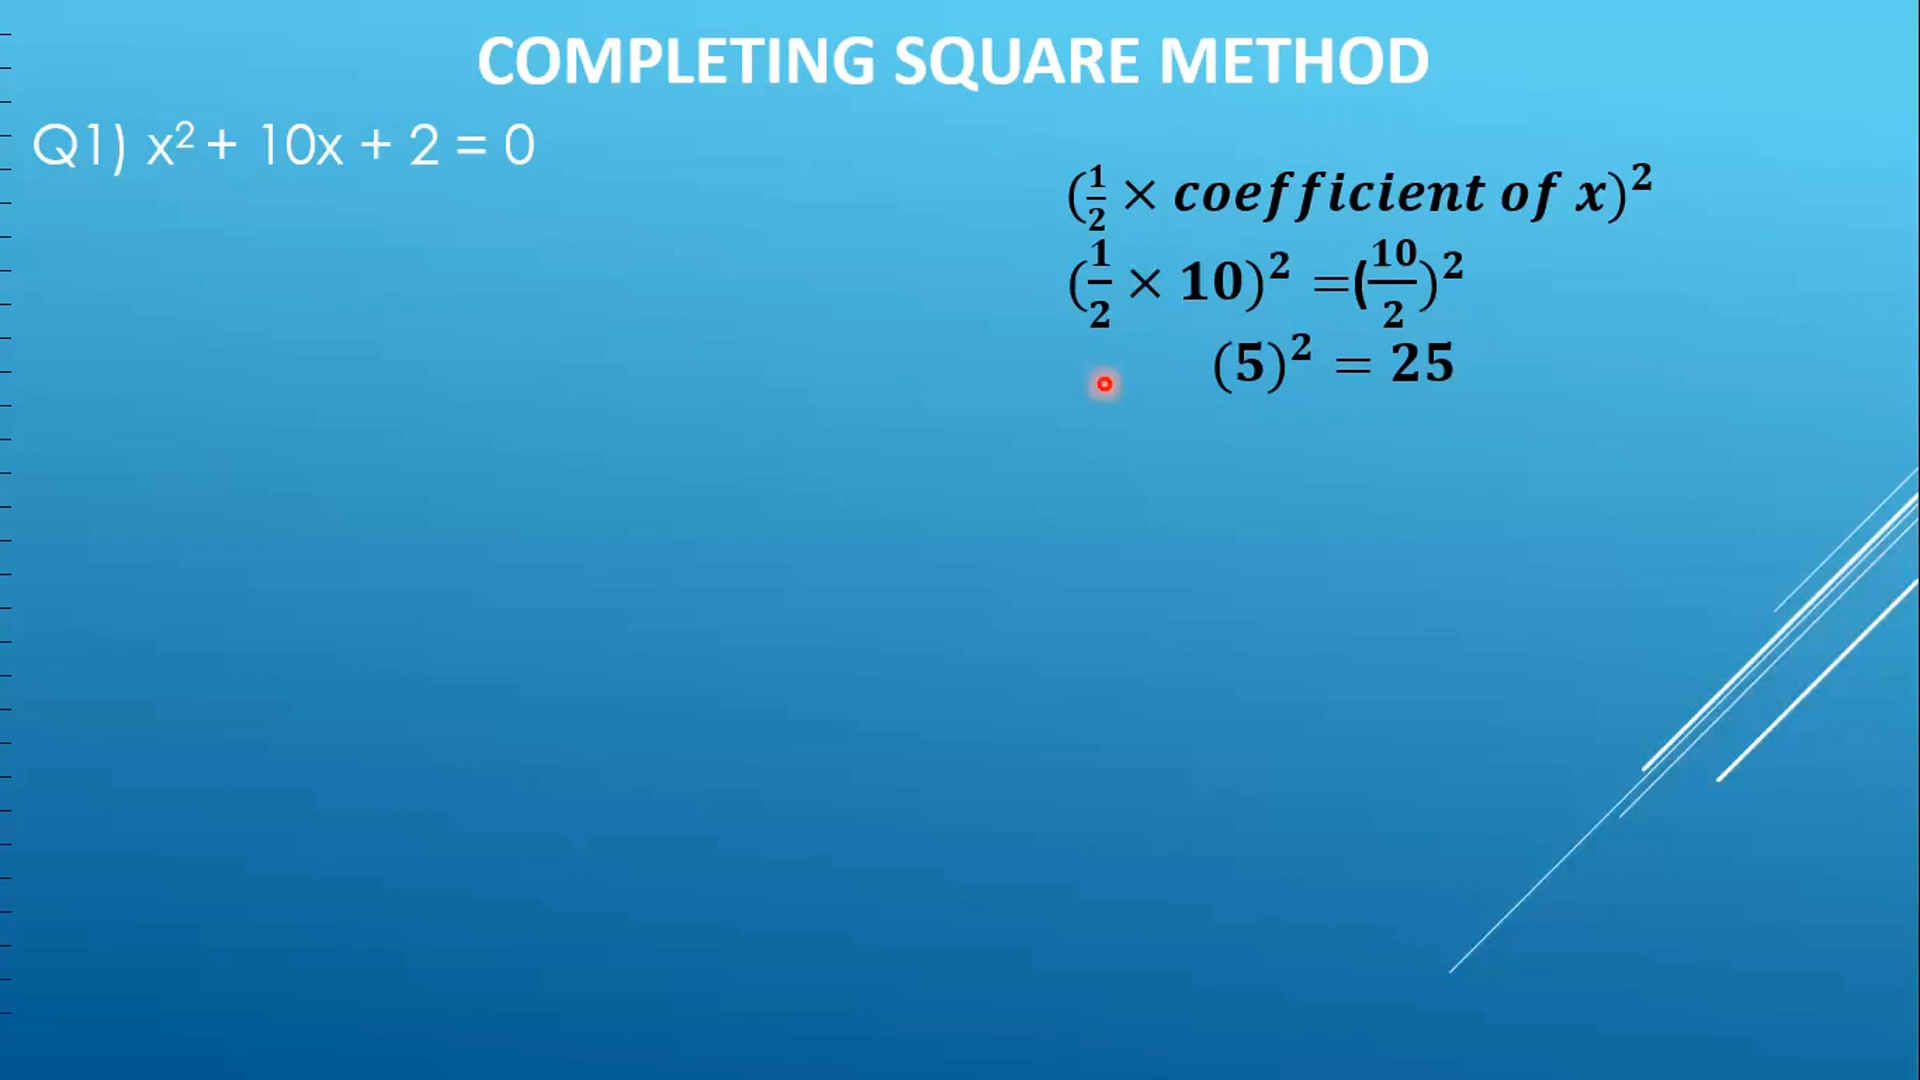 COMPLETING SQUARE METHOD
Q1) x² + 10x + 2 = 0
(1/2 × coefficient of x)²
(1/2 × 10)² =(10/2)²
(5)² = 25